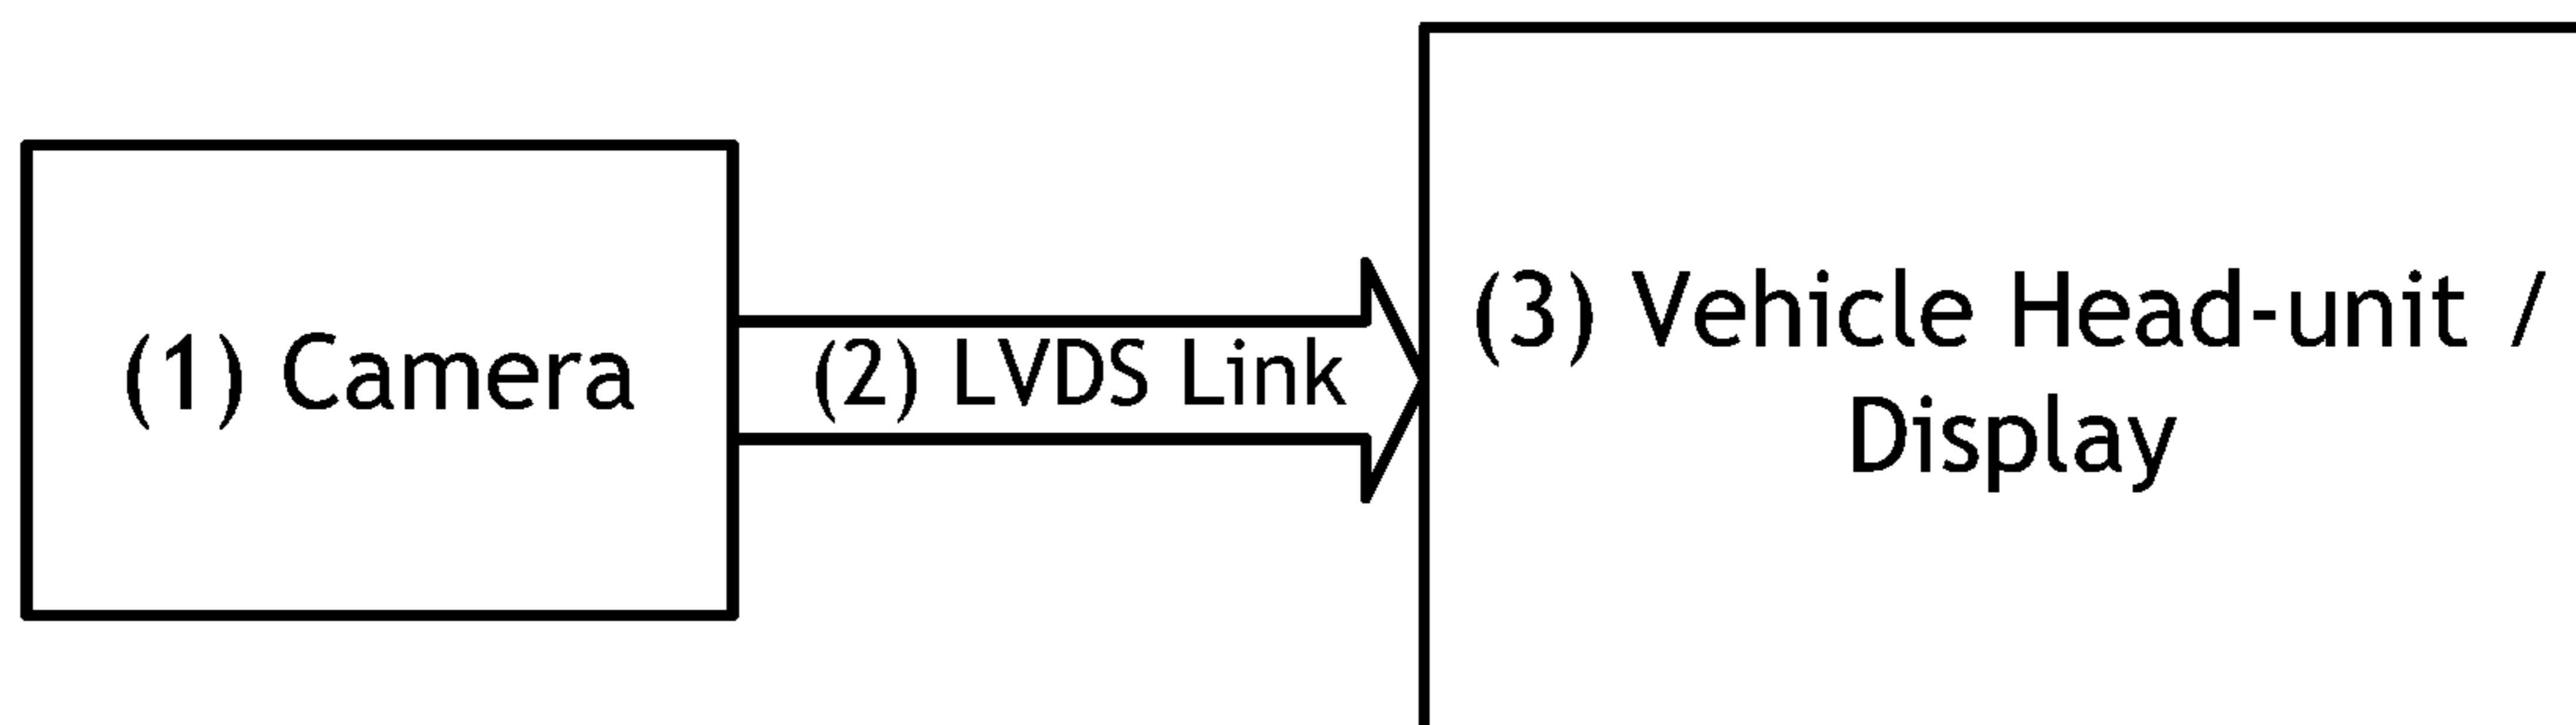 (1) Camera
(2) LVDS Link
(3) Vehicle Head-unit /
Display